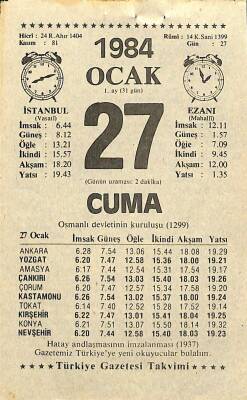 Hicrî : 24 R. Ahır 1404
Kasım : 81
Rûmî : 14 K. Sani 1399
Gün : 27
1984
OCAK
1. ay (31 gün)
27
(Günün uzaması: 2 dakika)
CUMA
İSTANBUL
(Vasatî)
İmsak : 6.44
Güneş : 8.12
Öğle : 13.21
İkindi : 15.57
Akşam : 18.20
Yatsı : 19.43
EZANÎ
(Mahallî)
İmsak : 12.11
Güneş : 1.57
Öğle : 7.09
İkindi : 9.45
Akşam : 12.00
Yatsı : 1.35
Osmanlı devletinin kuruluşu (1299)
27 Ocak İmsak Güneş Öğle İkindi Akşam Yatsı
ANKARA 6.28 7.54 13.06 15.44 18.08 19.29
YOZGAT 6.20 7.47 12.58 15.36 18.00 19.21
AMASYA 6.17 7.44 12.54 15.31 17.54 19.17
ÇANKIRI 6.26 7.54 13.03 15.40 18.03 19.26
ÇORUM 6.20 7.47 12.57 15.34 17.58 19.20
KASTAMONU 6.26 7.54 13.02 15.37 18.00 19.24
TOKAT 6.14 7.40 12.52 15.28 17.52 19.14
KIRŞEHİR 6.22 7.47 13.01 15.41 18.04 19.25
KONYA 6.21 7.51 13.07 15.50 18.14 19.32
NEVŞEHİR 6.20 7.44 12.58 15.40 18.03 19.23
Hatay andlaşmasının imzalanması (1937)
Gazetemiz Türkiye'ye yeni okuyucular bulalım.
★★★★ Türkiye Gazetesi Takvimi ★★★★